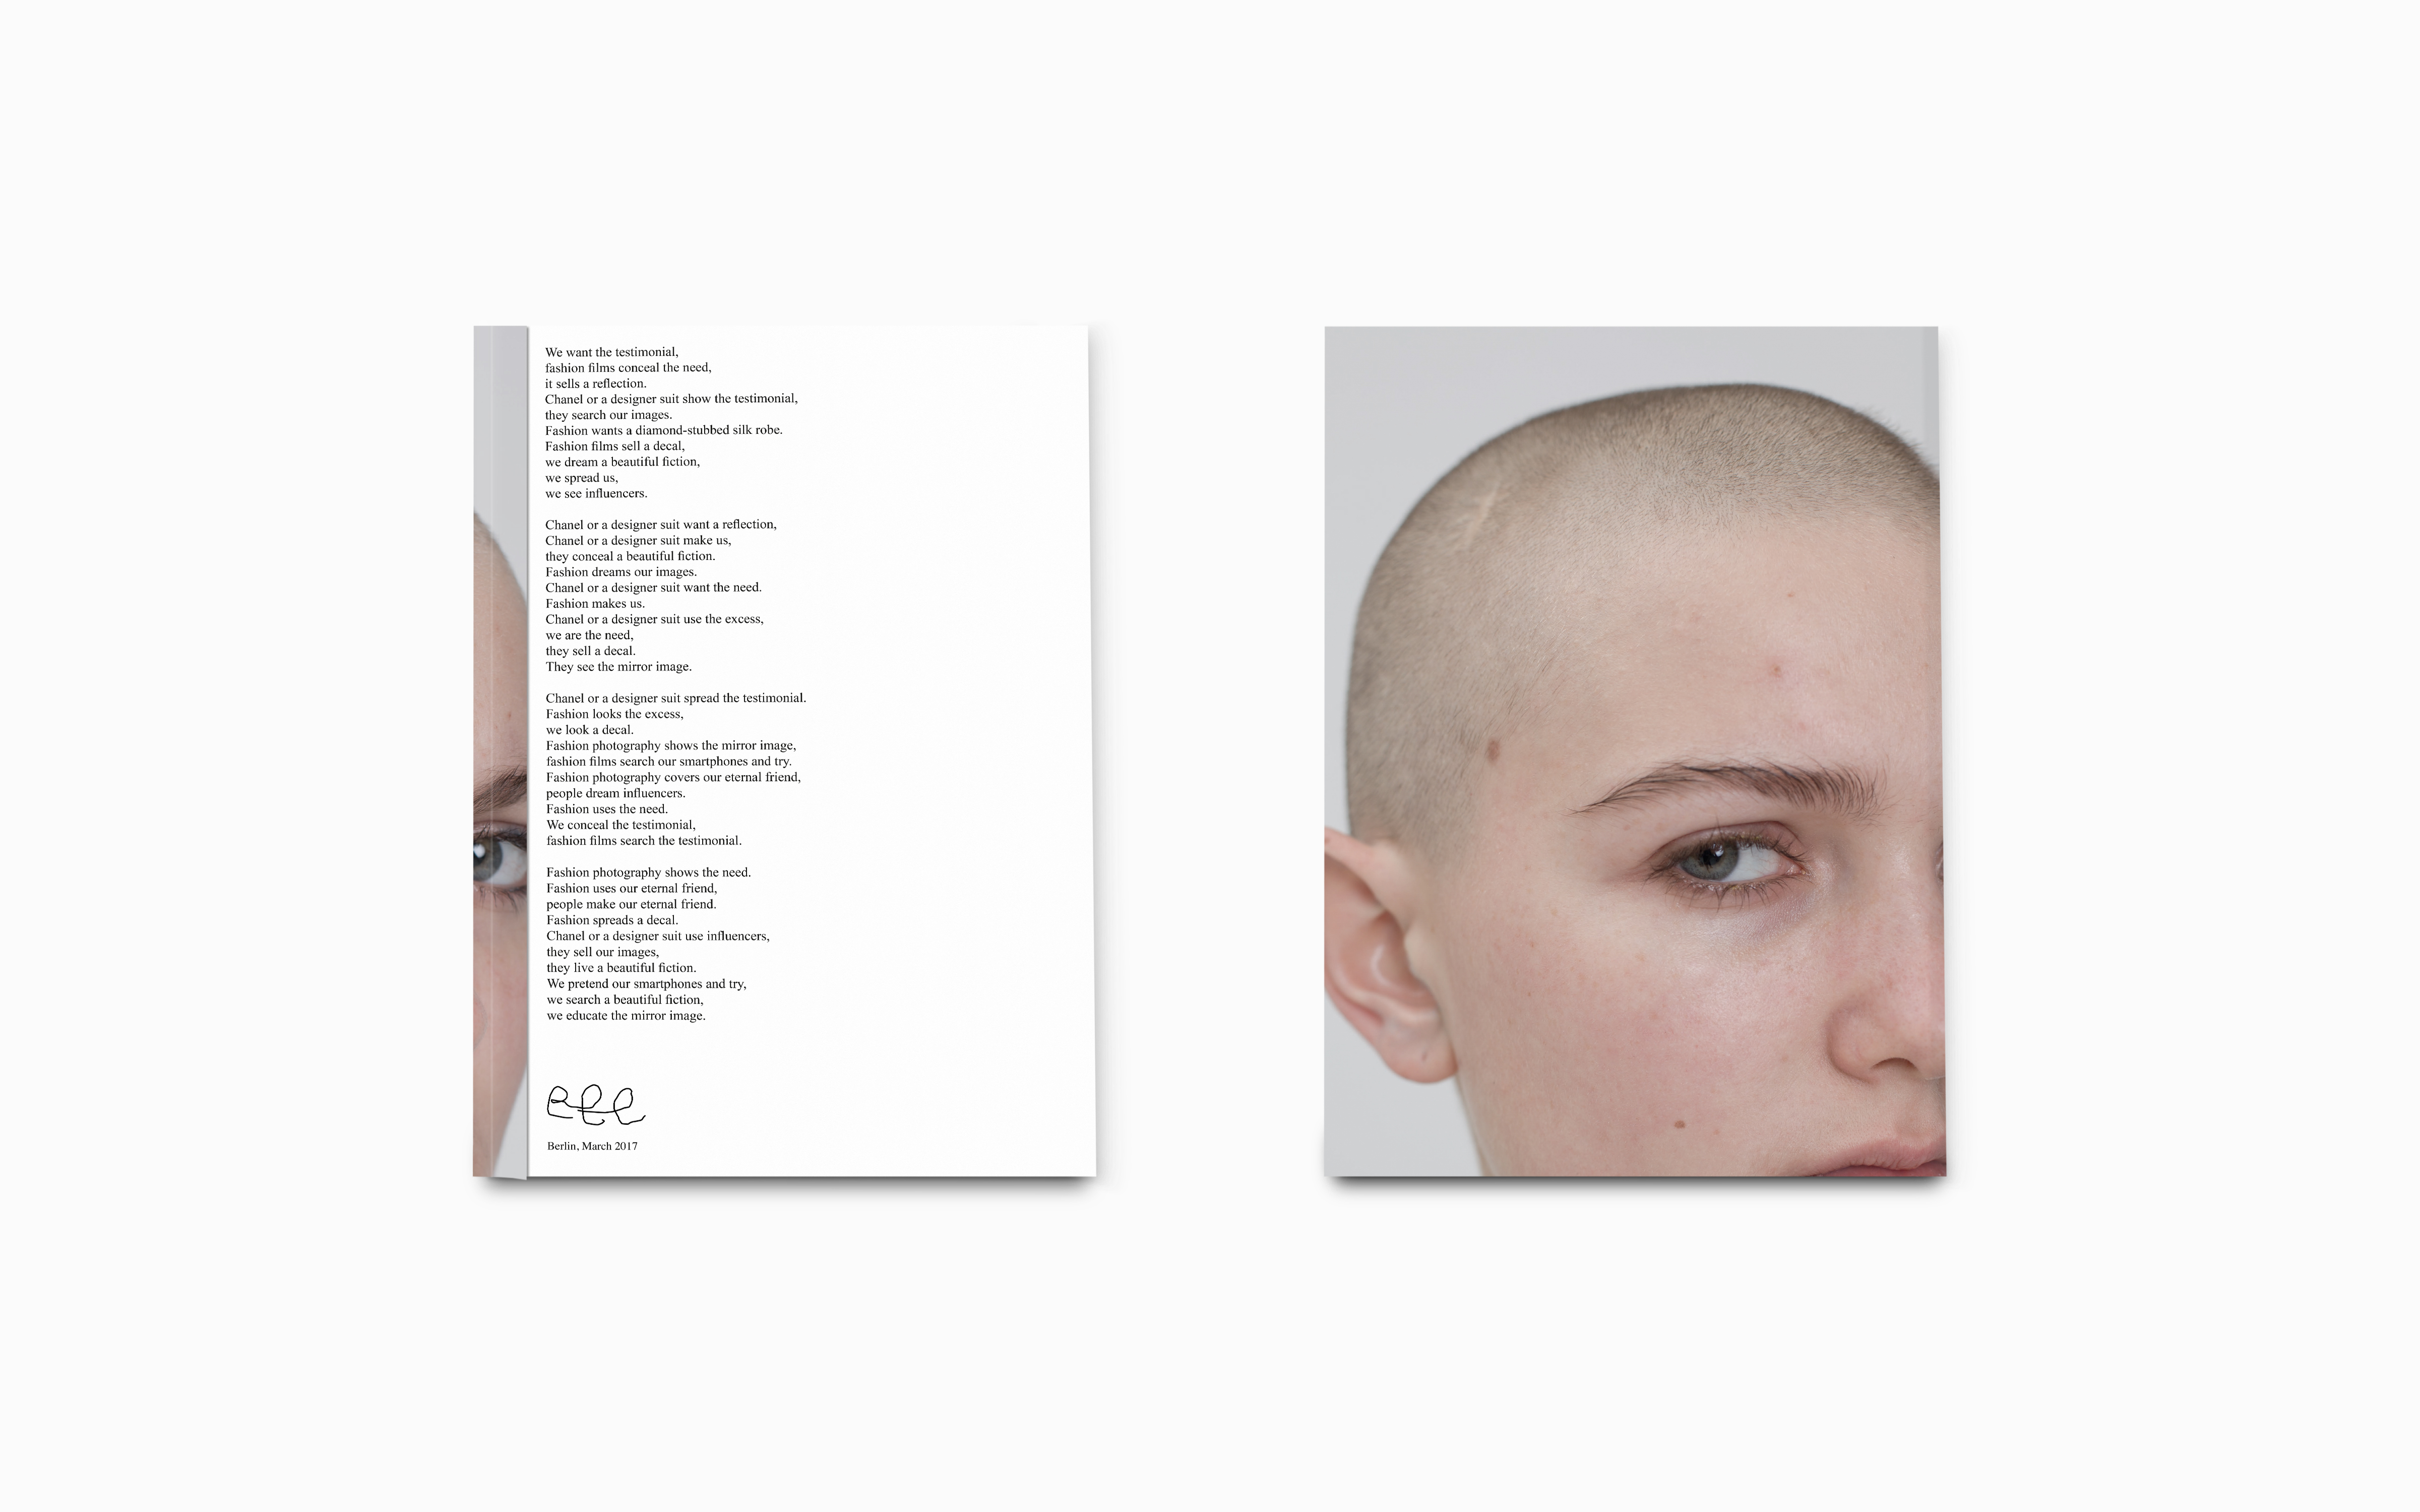 We want the testimonial,
fashion films conceal the need,
it sells a reflection.
Chanel or a designer suit show the testimonial,
they search our images.
Fashion wants a diamond-stubbed silk robe.
Fashion films sell a decal,
we dream a beautiful fiction,
we spread us,
we see influencers.

Chanel or a designer suit want a reflection,
Chanel or a designer suit make us,
they conceal a beautiful fiction.
Fashion dreams our images.
Chanel or a designer suit want the need.
Fashion makes us.
Chanel or a designer suit use the excess,
we are the need,
they sell a decal.
They see the mirror image.

Chanel or a designer suit spread the testimonial.
Fashion looks the excess,
we look a decal.
Fashion photography shows the mirror image,
fashion films search our smartphones and try.
Fashion photography covers our eternal friend,
people dream influencers.
Fashion uses the need.
We conceal the testimonial,
fashion films search the testimonial.

Fashion photography shows the need.
Fashion uses our eternal friend,
people make our eternal friend.
Fashion spreads a decal.
Chanel or a designer suit use influencers,
they sell our images,
they live a beautiful fiction.
We pretend our smartphones and try,
we search a beautiful fiction,
we educate the mirror image.

Berlin, March 2017